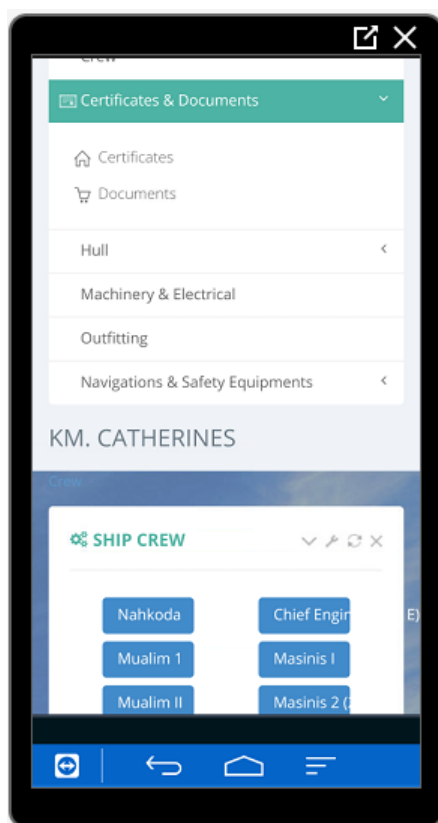 Crew
Certificates & Documents
Certificates
Documents
Hull
Machinery & Electrical
Outfitting
Navigations & Safety Equipments
KM. CATHERINES
Crew
SHIP CREW
Nahkoda
Chief Engin E)
Mualim 1
Masinis I
Mualim II
Masinis 2 (